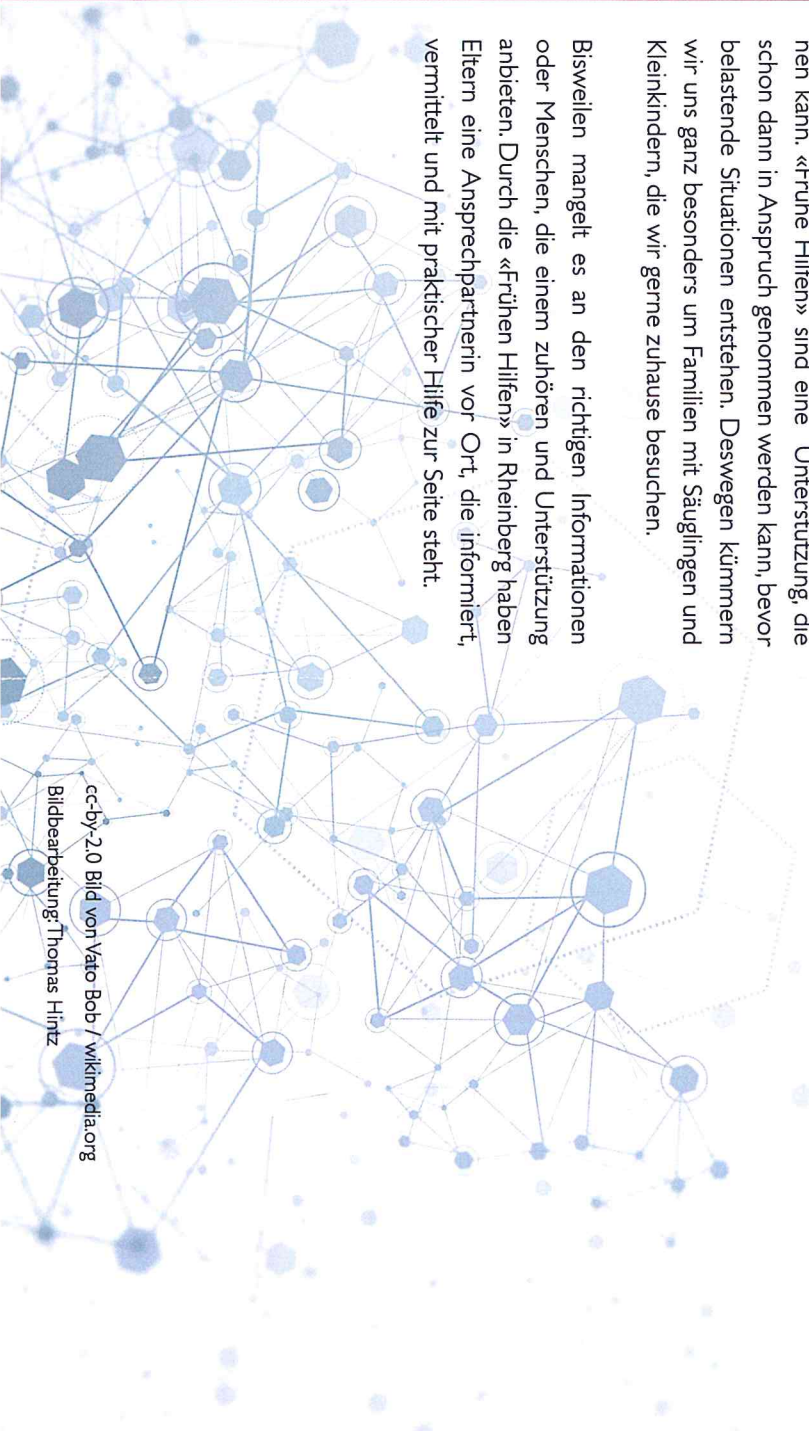 nen kann. «Frühe Hilfen» sind eine Unterstützung, die
schon dann in Anspruch genommen werden kann, bevor
belastende Situationen entstehen. Deswegen kümmern
wir uns ganz besonders um Familien mit Säuglingen und
Kleinkindern, die wir gerne zuhause besuchen.
Bisweilen mangelt es an den richtigen Informationen
oder Menschen, die einem zuhören und Unterstützung
anbieten. Durch die «Frühen Hilfen» in Rheinberg haben
Eltern eine Ansprechpartnerin vor Ort, die informiert,
vermittelt und mit praktischer Hilfe zur Seite steht.
cc-by-2.0 Bild von Vato Bob / wikimedia.org
Bildbearbeitung: Thomas Hintz